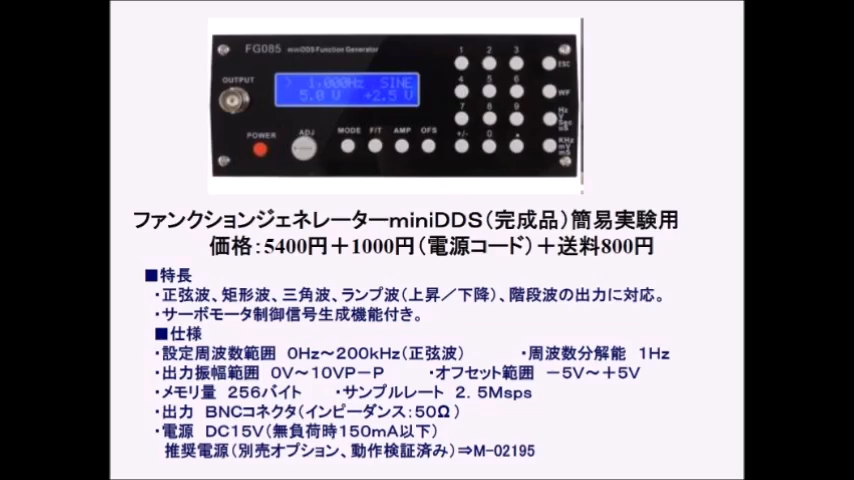 FG085 miniDDS Function Generator
OUTPUT
1,000Hz SINE
5.0 V +2.5 V
POWER
ADJ
MODE F/T AMP OFS
1 2 3
ESC
4 5 6
WF
7 8 9
Hz
V
Sec
uS
+/- 0 .
KHz
mV
mS
ファンクションジェネレーターminiDDS(完成品)簡易実験用
価格:5400円+1000円(電源コード)+送料800円
■特長
・正弦波、矩形波、三角波、ランプ波(上昇/下降)、階段波の出力に対応。
・サーボモータ制御信号生成機能付き。
■仕様
・設定周波数範囲 0Hz~200kHz(正弦波) ・周波数分解能 1Hz
・出力振幅範囲 0V~10VP-P ・オフセット範囲 -5V~+5V
・メモリ量 256バイト ・サンプルレート 2.5Msps
・出力 BNCコネクタ(インピーダンス:50Ω)
・電源 DC15V(無負荷時150mA以下)
推奨電源(別売オプション、動作検証済み)⇒M-02195